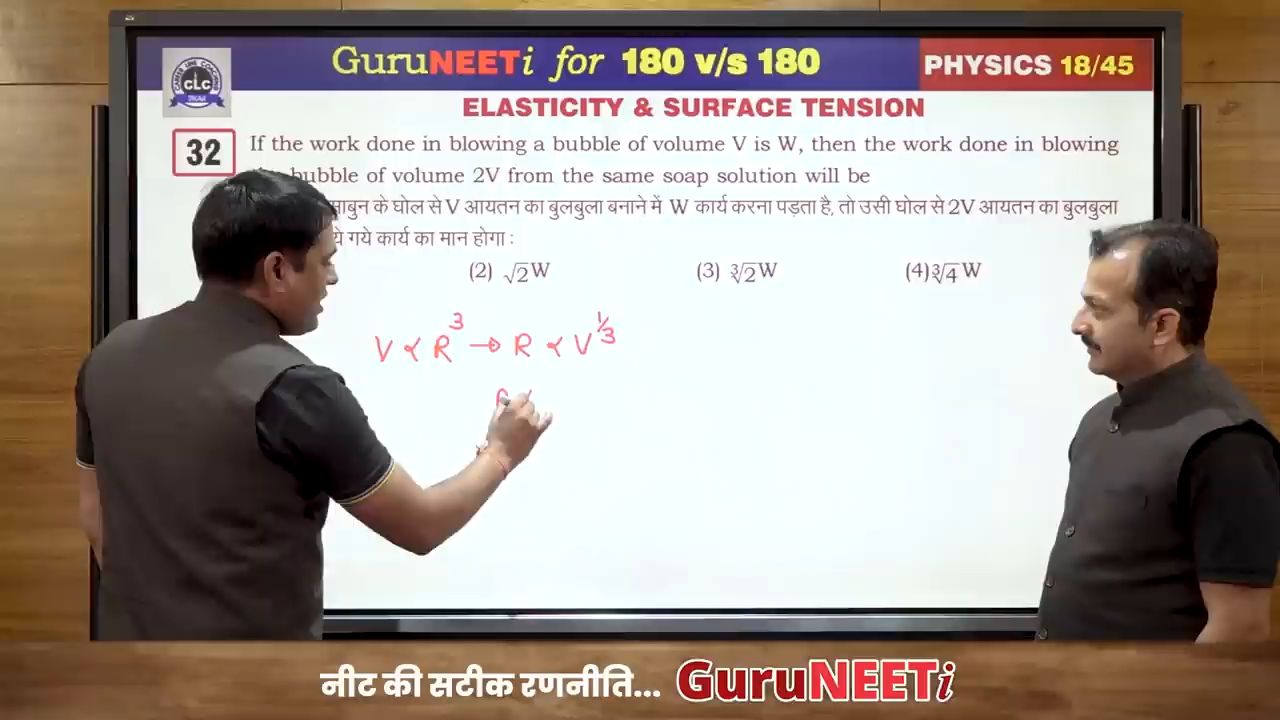 GuruNEETi for 180 v/s 180
PHYSICS 18/45
CLC
ELASTICITY & SURFACE TENSION
32
If the work done in blowing a bubble of volume V is W, then the work done in blowing
bubble of volume 2V from the same soap solution will be
के घोल से V आयतन का बुलबुला बनाने में W कार्य करना पड़ता है, तो उसी घोल से 2V आयतन का बुलबुला
गये कार्य का मान होगा :
(2) √2W (3) ∛2W (4)∛4W
V ∝ R³ → R ∝ V^1/3
नीट की सटीक रणनीति... GuruNEETi